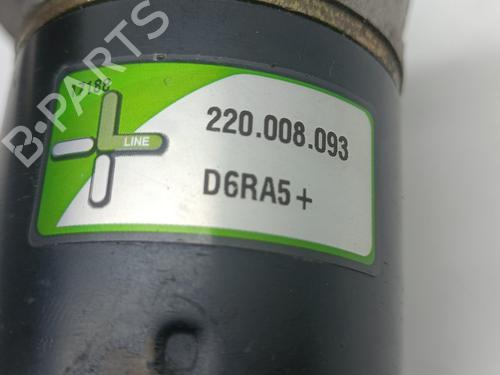 B-PARTS
LINE
220.008.093
D6RA5+